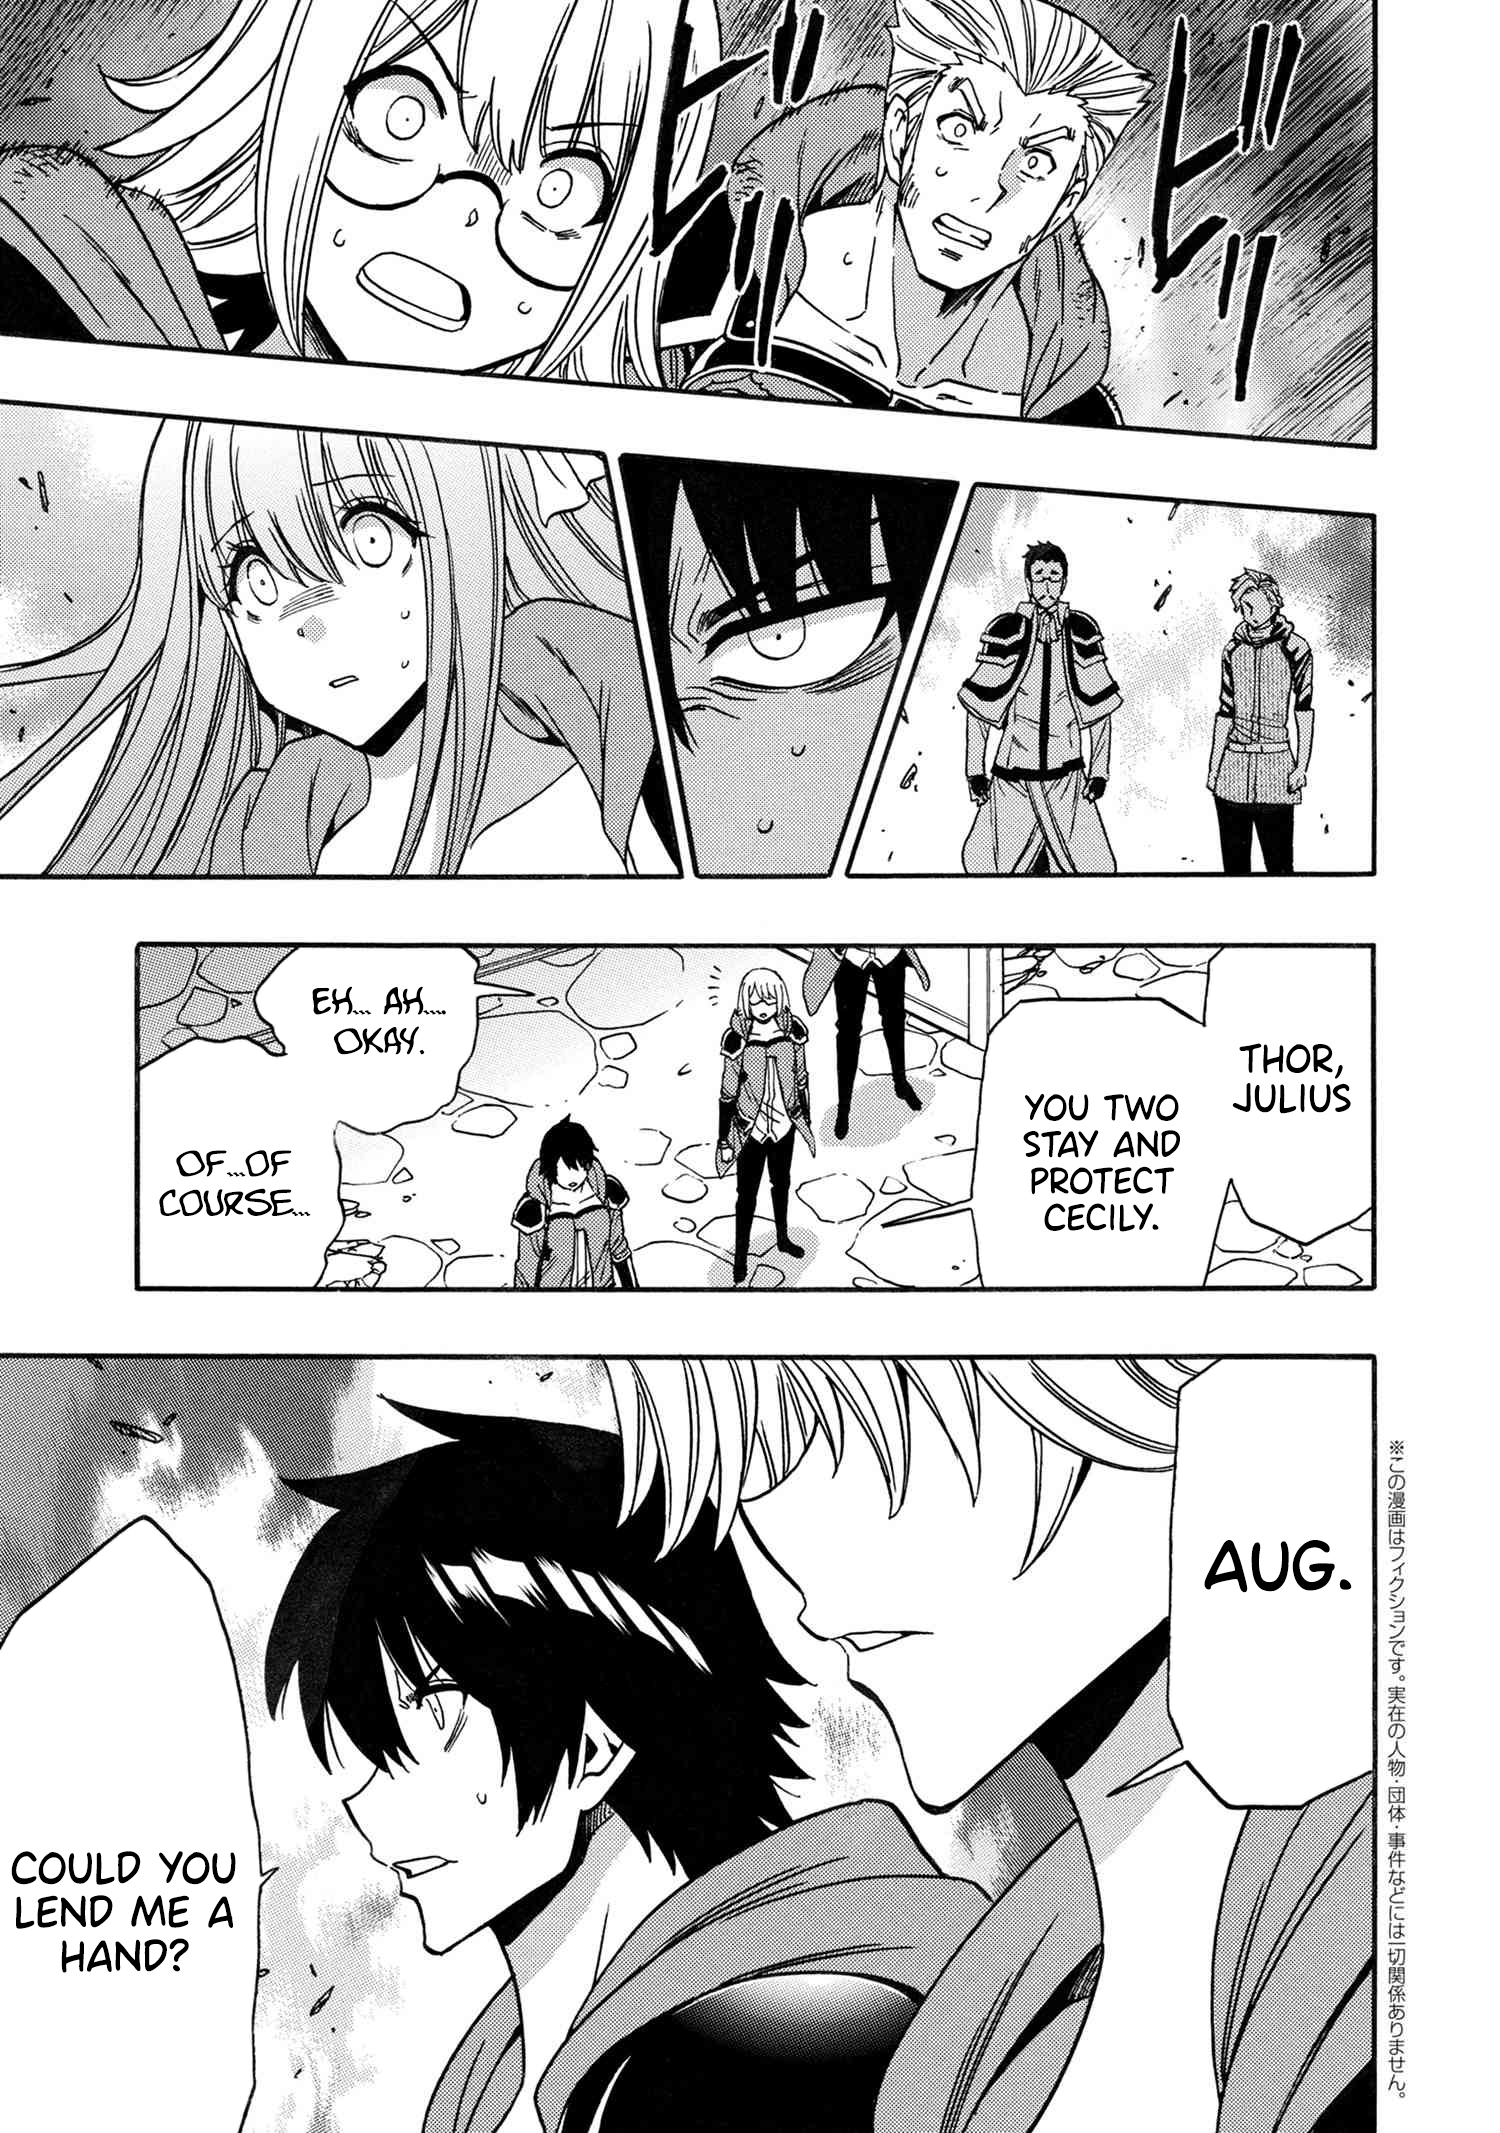 ド
ド
THOR,
JULIUS
YOU TWO
STAY AND
PROTECT
CECILY.
EH... AH....
OKAY.
OF...OF
COURSE...
AUG.
COULD YOU
LEND ME A
HAND?
※この漫画はフィクションです。実在の人物・団体・事件などには一切関係ありません。